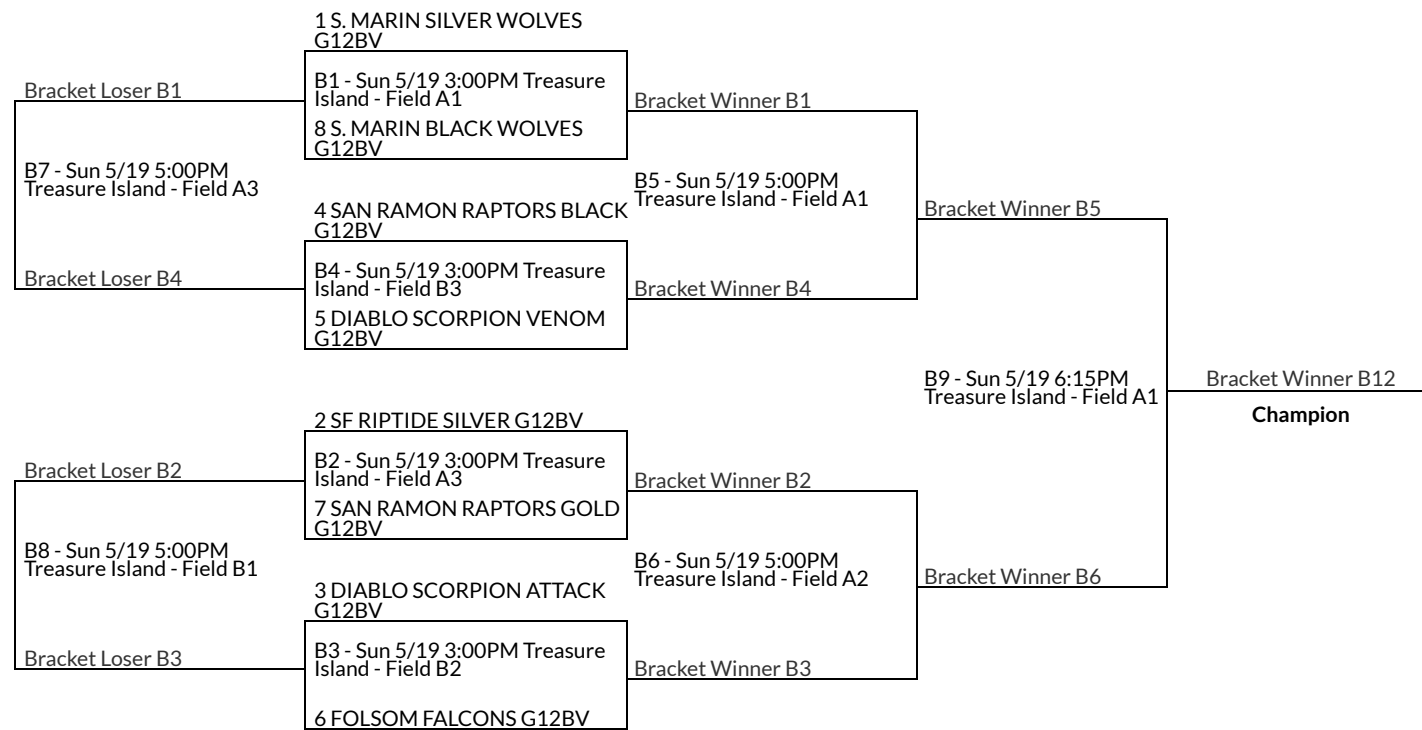 1 S. MARIN SILVER WOLVES
G12BV
Bracket Loser B1
B1 - Sun 5/19 3:00PM Treasure
Island - Field A1
Bracket Winner B1
8 S. MARIN BLACK WOLVES
G12BV
B7 - Sun 5/19 5:00PM
Treasure Island - Field A3
B5 - Sun 5/19 5:00PM
Treasure Island - Field A1
4 SAN RAMON RAPTORS BLACK
G12BV
Bracket Winner B5
Bracket Loser B4
B4 - Sun 5/19 3:00PM Treasure
Island - Field B3
Bracket Winner B4
5 DIABLO SCORPION VENOM
G12BV
B9 - Sun 5/19 6:15PM
Treasure Island - Field A1
Bracket Winner B12
Champion
2 SF RIPTIDE SILVER G12BV
Bracket Loser B2
B2 - Sun 5/19 3:00PM Treasure
Island - Field A3
Bracket Winner B2
7 SAN RAMON RAPTORS GOLD
G12BV
B8 - Sun 5/19 5:00PM
Treasure Island - Field B1
B6 - Sun 5/19 5:00PM
Treasure Island - Field A2
Bracket Winner B6
3 DIABLO SCORPION ATTACK
G12BV
Bracket Loser B3
B3 - Sun 5/19 3:00PM Treasure
Island - Field B2
Bracket Winner B3
6 FOLSOM FALCONS G12BV